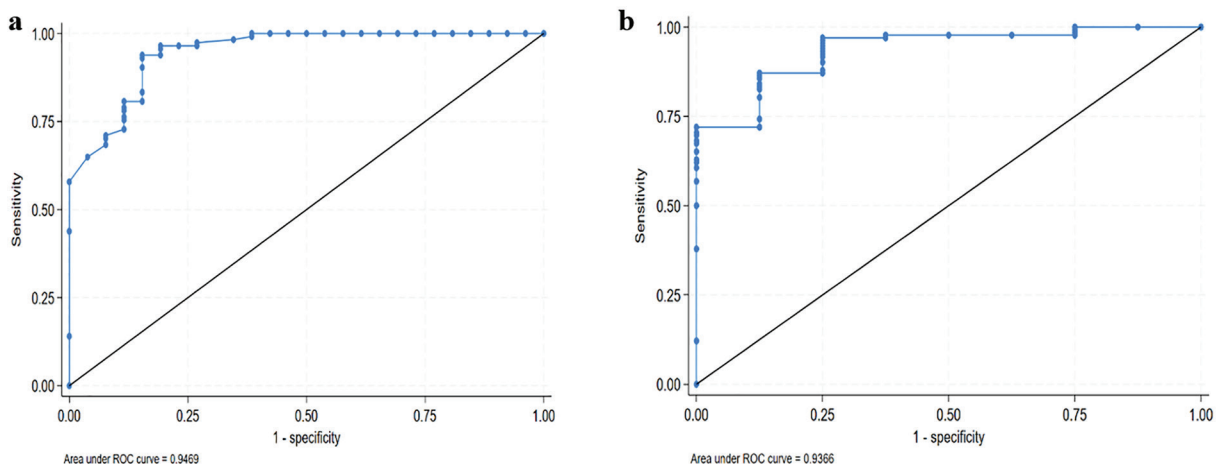 a
1.00
0.75
0.50
0.25
0.00
Sensitivity
0.00 0.25 0.50 0.75 1.00
1 - specificity
Area under ROC curve = 0.9469
b
1.00
0.75
0.50
0.25
0.00
Sensitivity
0.00 0.25 0.50 0.75 1.00
1 - specificity
Area under ROC curve = 0.9366